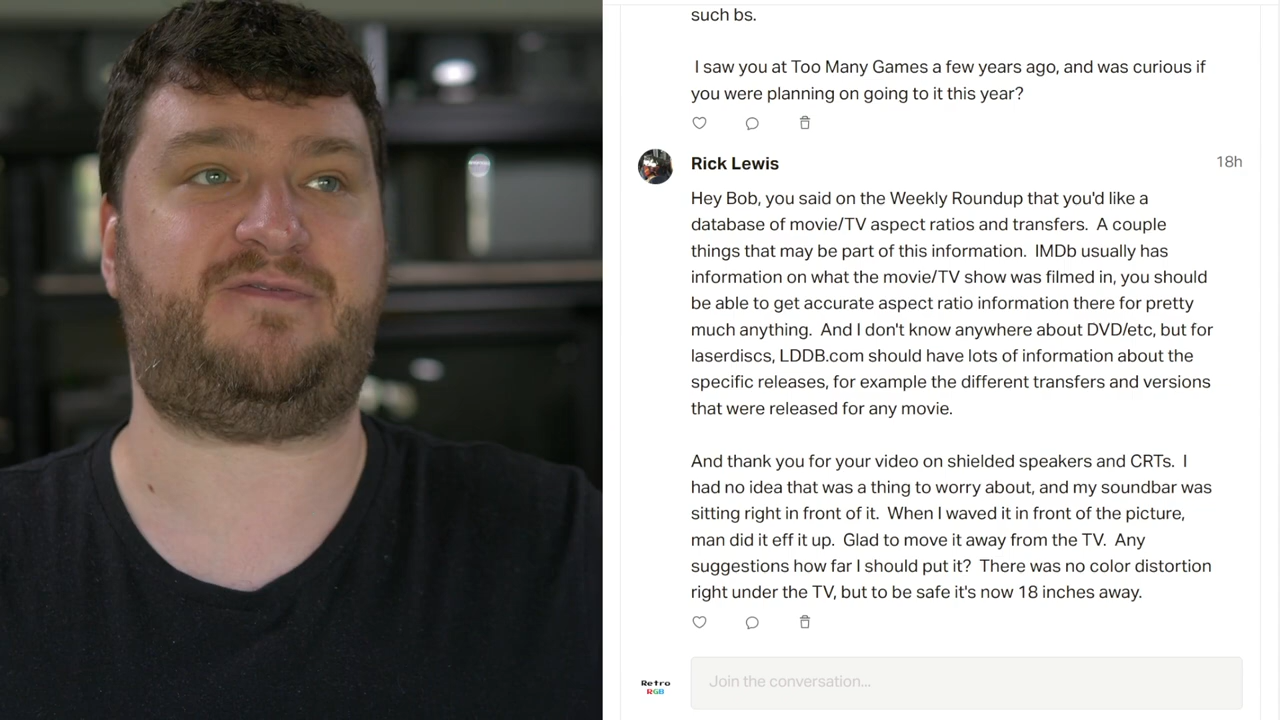 such bs.
I saw you at Too Many Games a few years ago, and was curious if
you were planning on going to it this year?
Rick Lewis
18h
Hey Bob, you said on the Weekly Roundup that you'd like a
database of movie/TV aspect ratios and transfers.  A couple
things that may be part of this information.  IMDb usually has
information on what the movie/TV show was filmed in, you should
be able to get accurate aspect ratio information there for pretty
much anything.  And I don't know anywhere about DVD/etc, but for
laserdiscs, LDDB.com should have lots of information about the
specific releases, for example the different transfers and versions
that were released for any movie.
And thank you for your video on shielded speakers and CRTs.  I
had no idea that was a thing to worry about, and my soundbar was
sitting right in front of it.  When I waved it in front of the picture,
man did it eff it up.  Glad to move it away from the TV.  Any
suggestions how far I should put it?  There was no color distortion
right under the TV, but to be safe it's now 18 inches away.
Retro
RGB
Join the conversation...